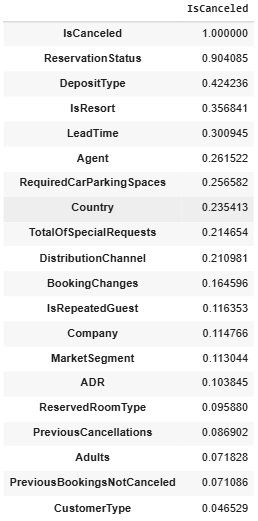 IsCanceled
IsCanceled 1.000000
ReservationStatus 0.904085
DepositType 0.424236
IsResort 0.356841
LeadTime 0.300945
Agent 0.261522
RequiredCarParkingSpaces 0.256582
Country 0.235413
TotalOfSpecialRequests 0.214654
DistributionChannel 0.210981
BookingChanges 0.164596
IsRepeatedGuest 0.116353
Company 0.114766
MarketSegment 0.113044
ADR 0.103845
ReservedRoomType 0.095880
PreviousCancellations 0.086902
Adults 0.071828
PreviousBookingsNotCanceled 0.071086
CustomerType 0.046529